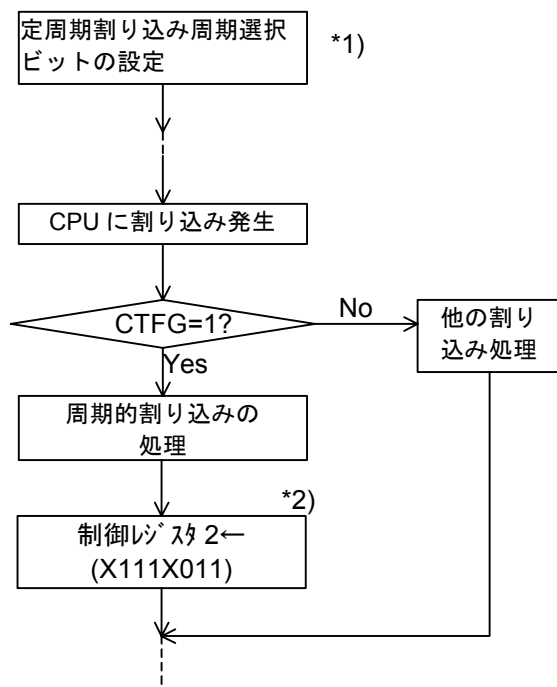 定周期割り込み周期選択
ビットの設定
*1)
CPU に割り込み発生
CTFG=1?
No
他の割り
込み処理
Yes
周期的割り込みの
処理
*2)
制御ﾚｼﾞｽﾀ 2←
(X111X011)